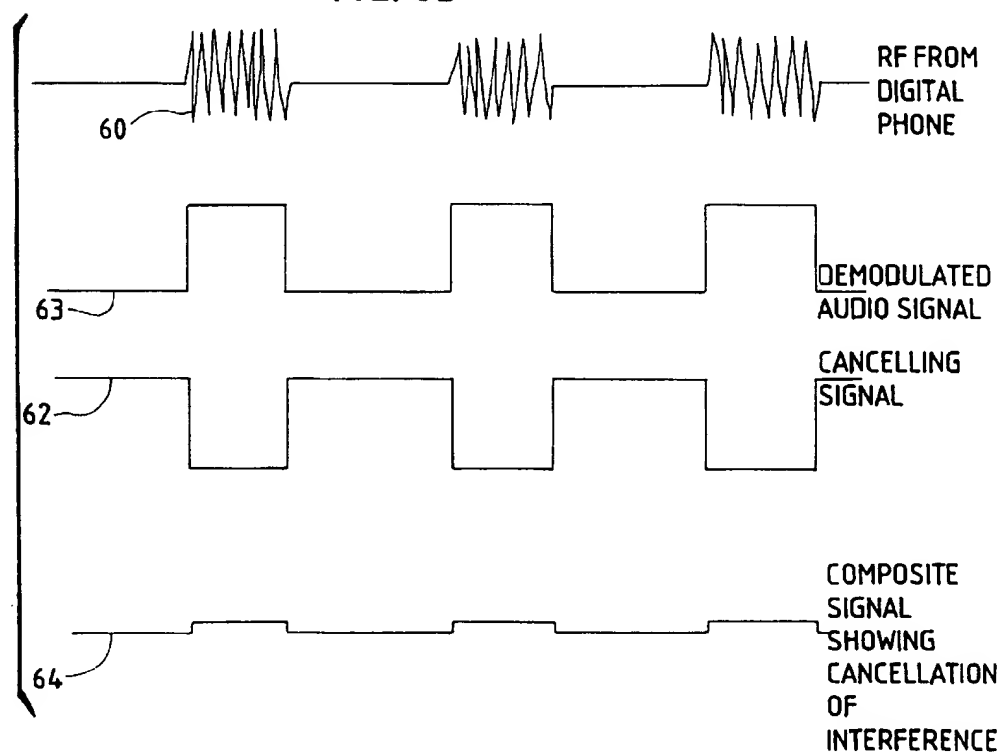 RF FROM
DIGITAL
PHONE
60
DEMODULATED
AUDIO SIGNAL
63
CANCELLING
SIGNAL
62
COMPOSITE
SIGNAL
SHOWING
CANCELLATION
OF
INTERFERENCE
64